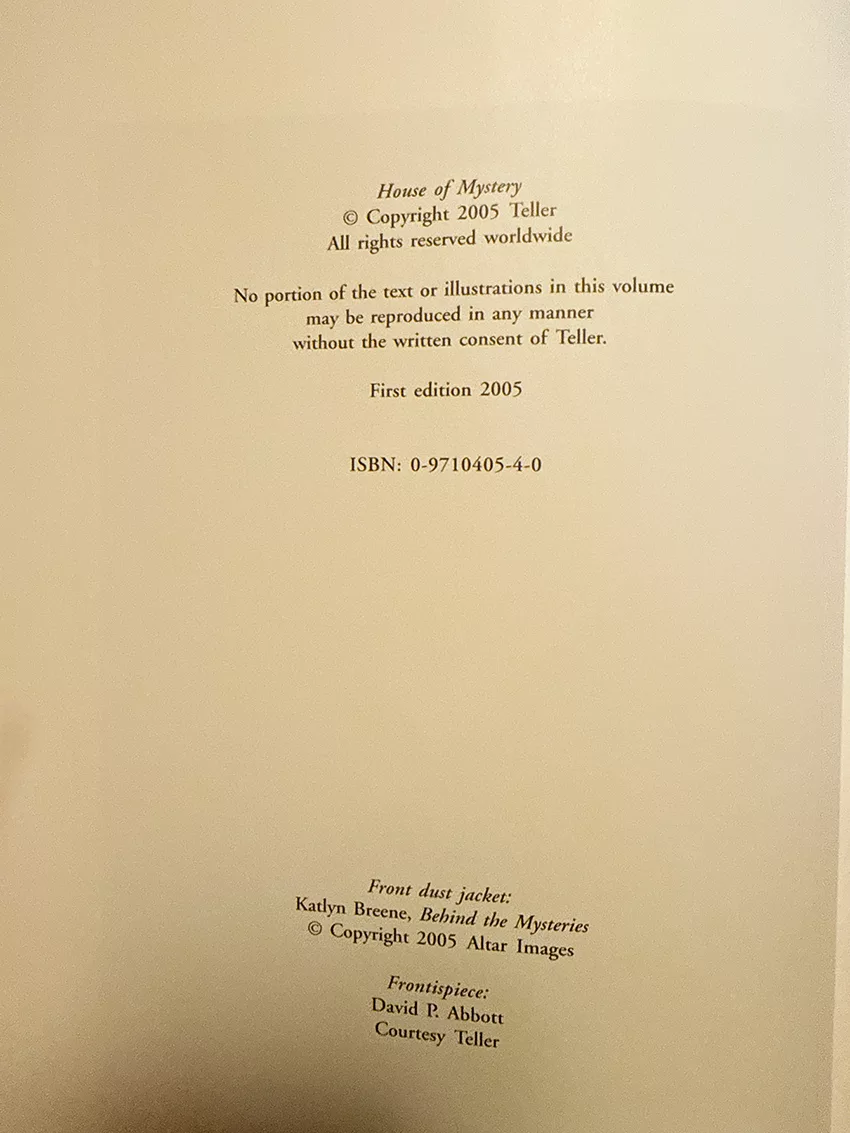 House of Mystery
© Copyright 2005 Teller
All rights reserved worldwide
No portion of the text or illustrations in this volume
may be reproduced in any manner
without the written consent of Teller.
First edition 2005
ISBN: 0-9710405-4-0
Front dust jacket:
Katlyn Breene, Behind the Mysteries
© Copyright 2005 Altar Images
Frontispiece:
David P. Abbott
Courtesy Teller